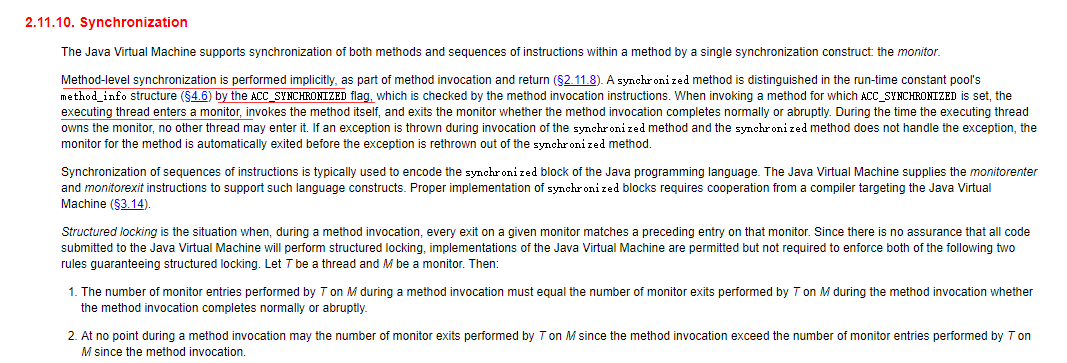 2.11.10. Synchronization
The Java Virtual Machine supports synchronization of both methods and sequences of instructions within a method by a single synchronization construct: the monitor.
Method-level synchronization is performed implicitly, as part of method invocation and return (§2.11.8). A synchronized method is distinguished in the run-time constant pool's
method_info structure (§4.6) by the ACC_SYNCHRONIZED flag, which is checked by the method invocation instructions. When invoking a method for which ACC_SYNCHRONIZED is set, the
executing thread enters a monitor, invokes the method itself, and exits the monitor whether the method invocation completes normally or abruptly. During the time the executing thread
owns the monitor, no other thread may enter it. If an exception is thrown during invocation of the synchronized method and the synchronized method does not handle the exception, the
monitor for the method is automatically exited before the exception is rethrown out of the synchronized method.
Synchronization of sequences of instructions is typically used to encode the synchronized block of the Java programming language. The Java Virtual Machine supplies the monitorenter
and monitorexit instructions to support such language constructs. Proper implementation of synchronized blocks requires cooperation from a compiler targeting the Java Virtual
Machine (§3.14).
Structured locking is the situation when, during a method invocation, every exit on a given monitor matches a preceding entry on that monitor. Since there is no assurance that all code
submitted to the Java Virtual Machine will perform structured locking, implementations of the Java Virtual Machine are permitted but not required to enforce both of the following two
rules guaranteeing structured locking. Let T be a thread and M be a monitor. Then:
1. The number of monitor entries performed by T on M during a method invocation must equal the number of monitor exits performed by T on M during the method invocation whether
the method invocation completes normally or abruptly.
2. At no point during a method invocation may the number of monitor exits performed by T on M since the method invocation exceed the number of monitor entries performed by T on
M since the method invocation.